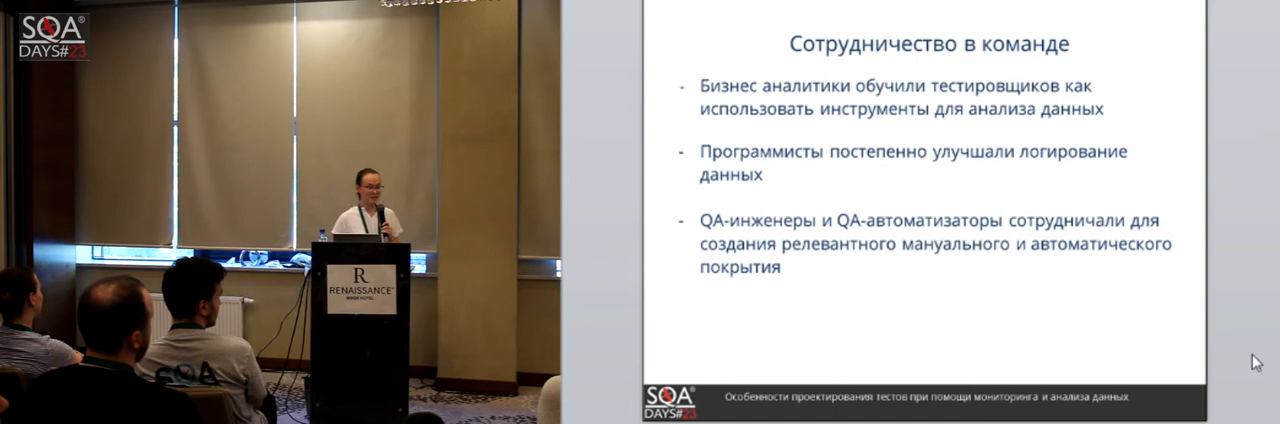 SQA®
DAYS#23
R
RENAISSANCE®
MINSK HOTEL
SQA
Сотрудничество в команде
- Бизнес аналитики обучили тестировщиков как
использовать инструменты для анализа данных
- Программисты постепенно улучшали логирование
данных
- QA-инженеры и QA-автоматизаторы сотрудничали для
создания релевантного мануального и автоматического
покрытия
SQA®
DAYS#23
Особенности проектирования тестов при помощи мониторинга и анализа данных